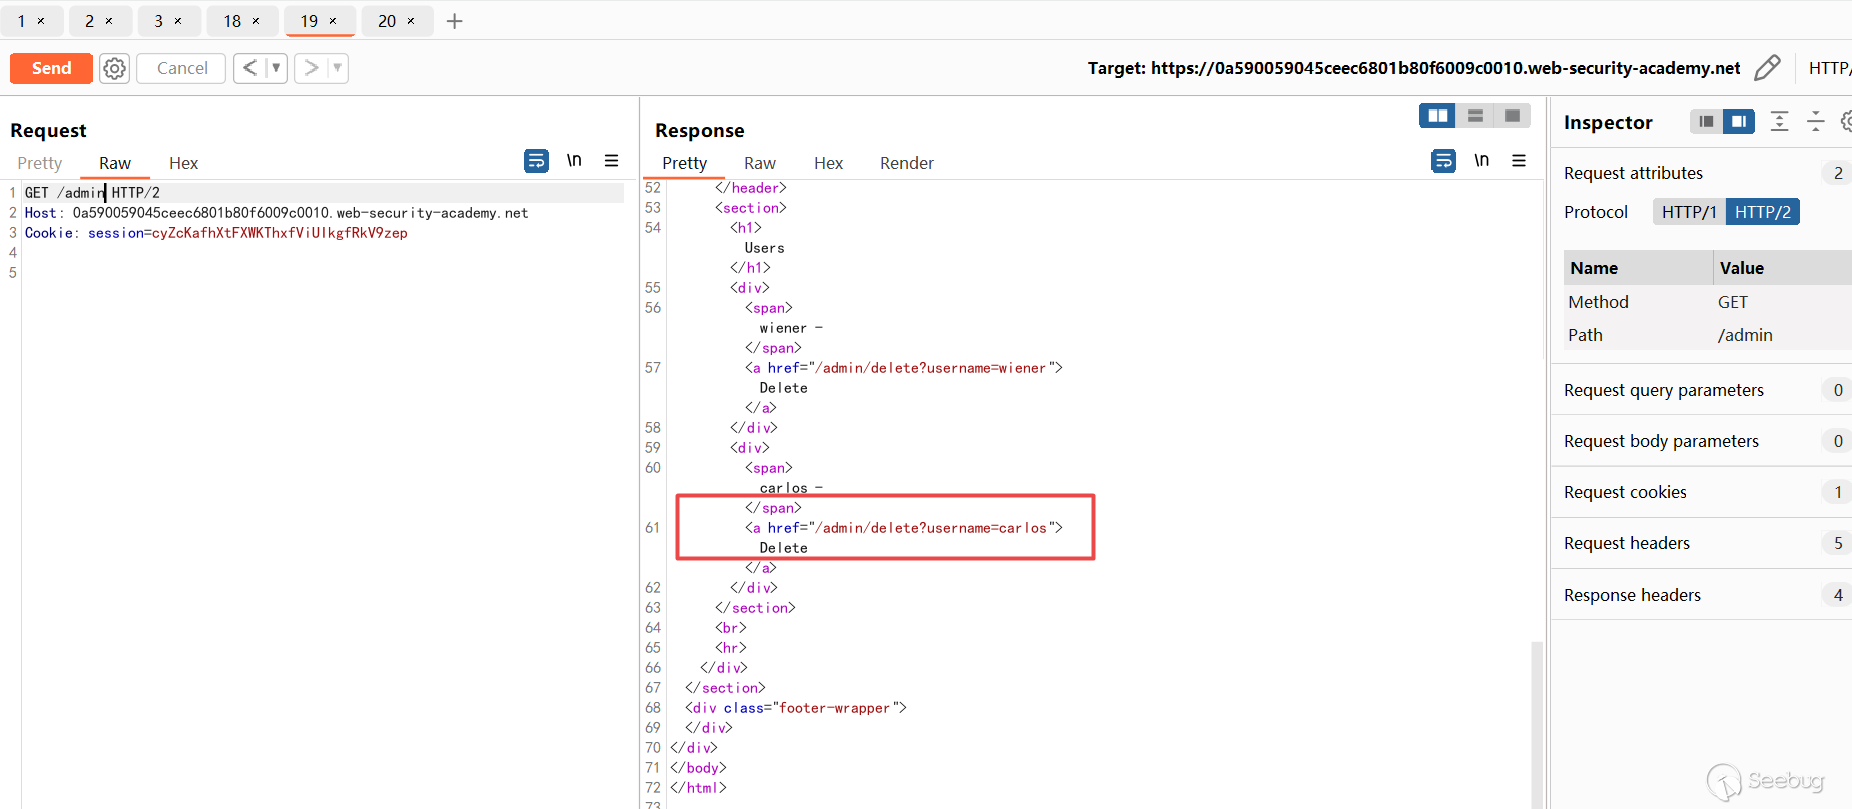 1 × 2 × 3 × 18 × 19 × 20 × +
Send Cancel < ▼ > ▼ Target: https://0a590059045ceec6801b80f6009c0010.web-security-academy.net HTTP/
Request
Pretty Raw Hex \n
1 GET /admin HTTP/2
2 Host: 0a590059045ceec6801b80f6009c0010.web-security-academy.net
3 Cookie: session=cyZcKafhXtFXWKThxfViUIkgfRkV9zep
4
5
Response
Pretty Raw Hex Render \n
52 </header>
53 <section>
54 <h1>
Users
</h1>
55 <div>
56 <span>
wiener -
</span>
57 <a href="/admin/delete?username=wiener">
Delete
</a>
58 </div>
59 <div>
60 <span>
carlos -
</span>
61 <a href="/admin/delete?username=carlos">
Delete
</a>
62 </div>
63 </section>
64 <br>
65 <hr>
66 </div>
67 </section>
68 <div class="footer-wrapper">
69 </div>
70 </div>
71 </body>
72 </html>
73
Inspector
Request attributes 2
Protocol HTTP/1 HTTP/2
Name Value
Method GET
Path /admin
Request query parameters 0
Request body parameters 0
Request cookies 1
Request headers 5
Response headers 4
Seebug